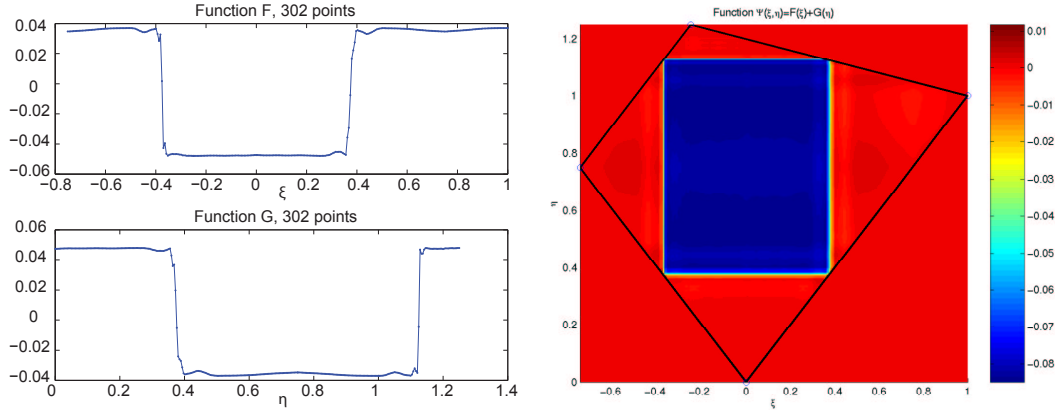 Function F, 302 points
0.04
0.02
0
−0.02
−0.04
−0.06
−0.8 −0.6 −0.4 −0.2 0 0.2 0.4 0.6 0.8 1
ξ
Function G, 302 points
0.06
0.04
0.02
0
−0.02
−0.04
0 0.2 0.4 0.6 0.8 1 1.2 1.4
η
Function Ψ(ξ,η)=F(ξ)+G(η)
1.2
1
0.8
0.6
0.4
0.2
0
η
-0.6 -0.4 -0.2 0 0.2 0.4 0.6 0.8 1
ξ
0.01
0
−0.01
−0.02
−0.03
−0.04
−0.05
−0.06
−0.07
−0.08